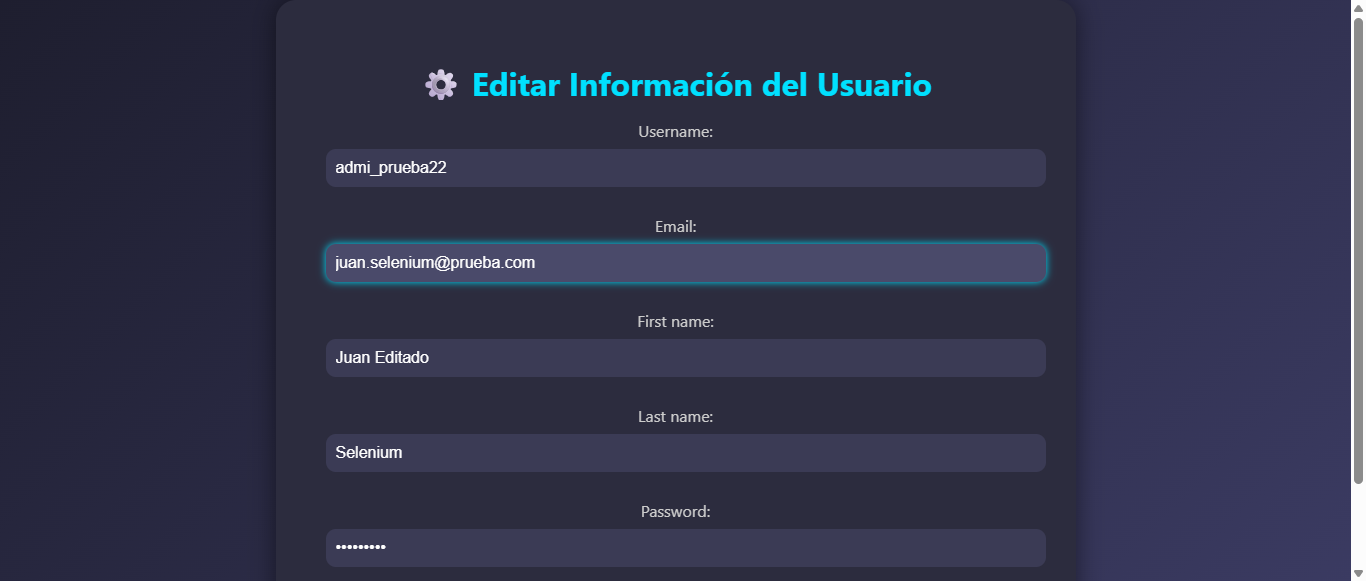 Editar Información del Usuario
Username:
admi_prueba22
Email:
juan.selenium@prueba.com
First name:
Juan Editado
Last name:
Selenium
Password:
•••••••••